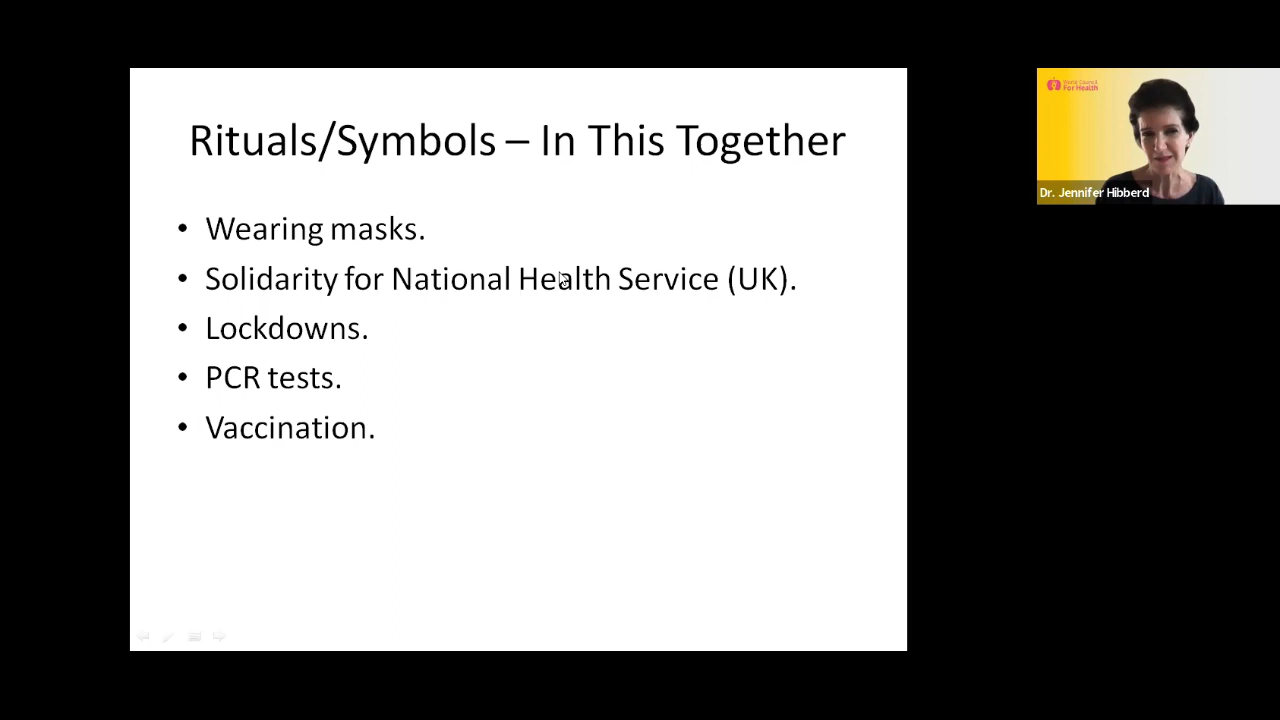 Rituals/Symbols – In This Together
• Wearing masks.
• Solidarity for National Health Service (UK).
• Lockdowns.
• PCR tests.
• Vaccination.
World Council
For Health
Dr. Jennifer Hibberd